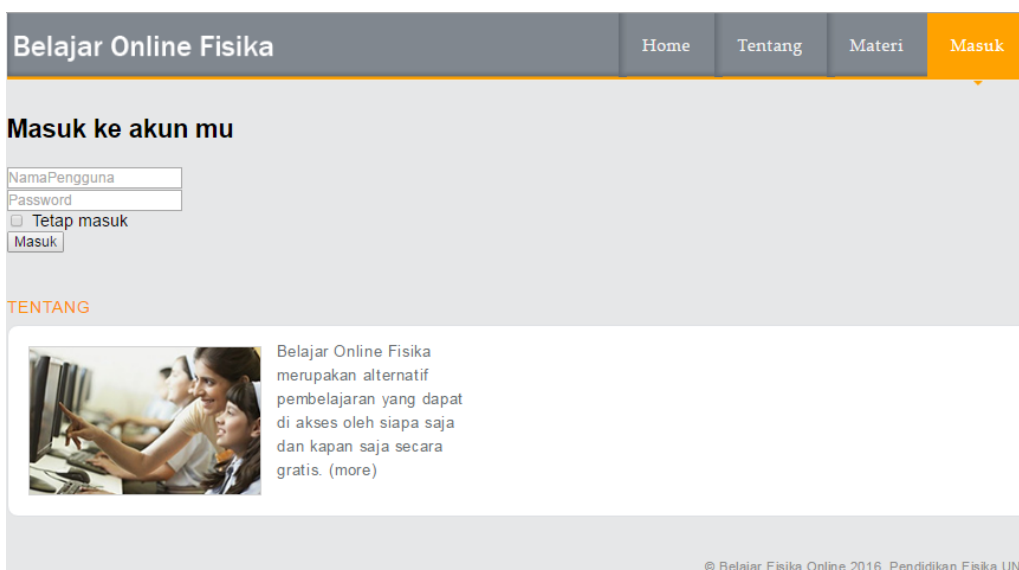 Belajar Online Fisika
Home Tentang Materi Masuk
Masuk ke akun mu
NamaPengguna
Password
Tetap masuk
Masuk
TENTANG
Belajar Online Fisika
merupakan alternatif
pembelajaran yang dapat
di akses oleh siapa saja
dan kapan saja secara
gratis. (more)
© Belajar Fisika Online 2016. Pendidikan Fisika UN